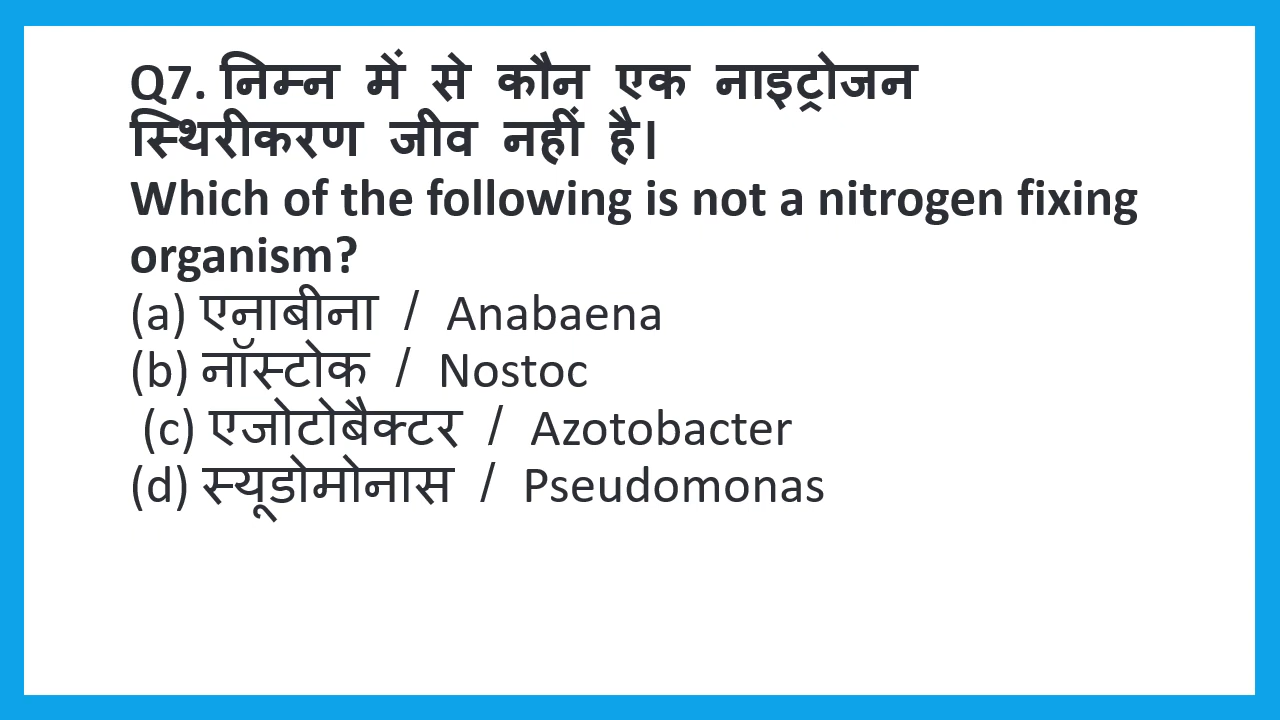 Q7. निम्न में से कौन एक नाइट्रोजन
स्थिरीकरण जीव नहीं है।
Which of the following is not a nitrogen fixing
organism?
(a) एनाबीना / Anabaena
(b) नॉस्टोक / Nostoc
(c) एजोटोबैक्टर / Azotobacter
(d) स्यूडोमोनास / Pseudomonas